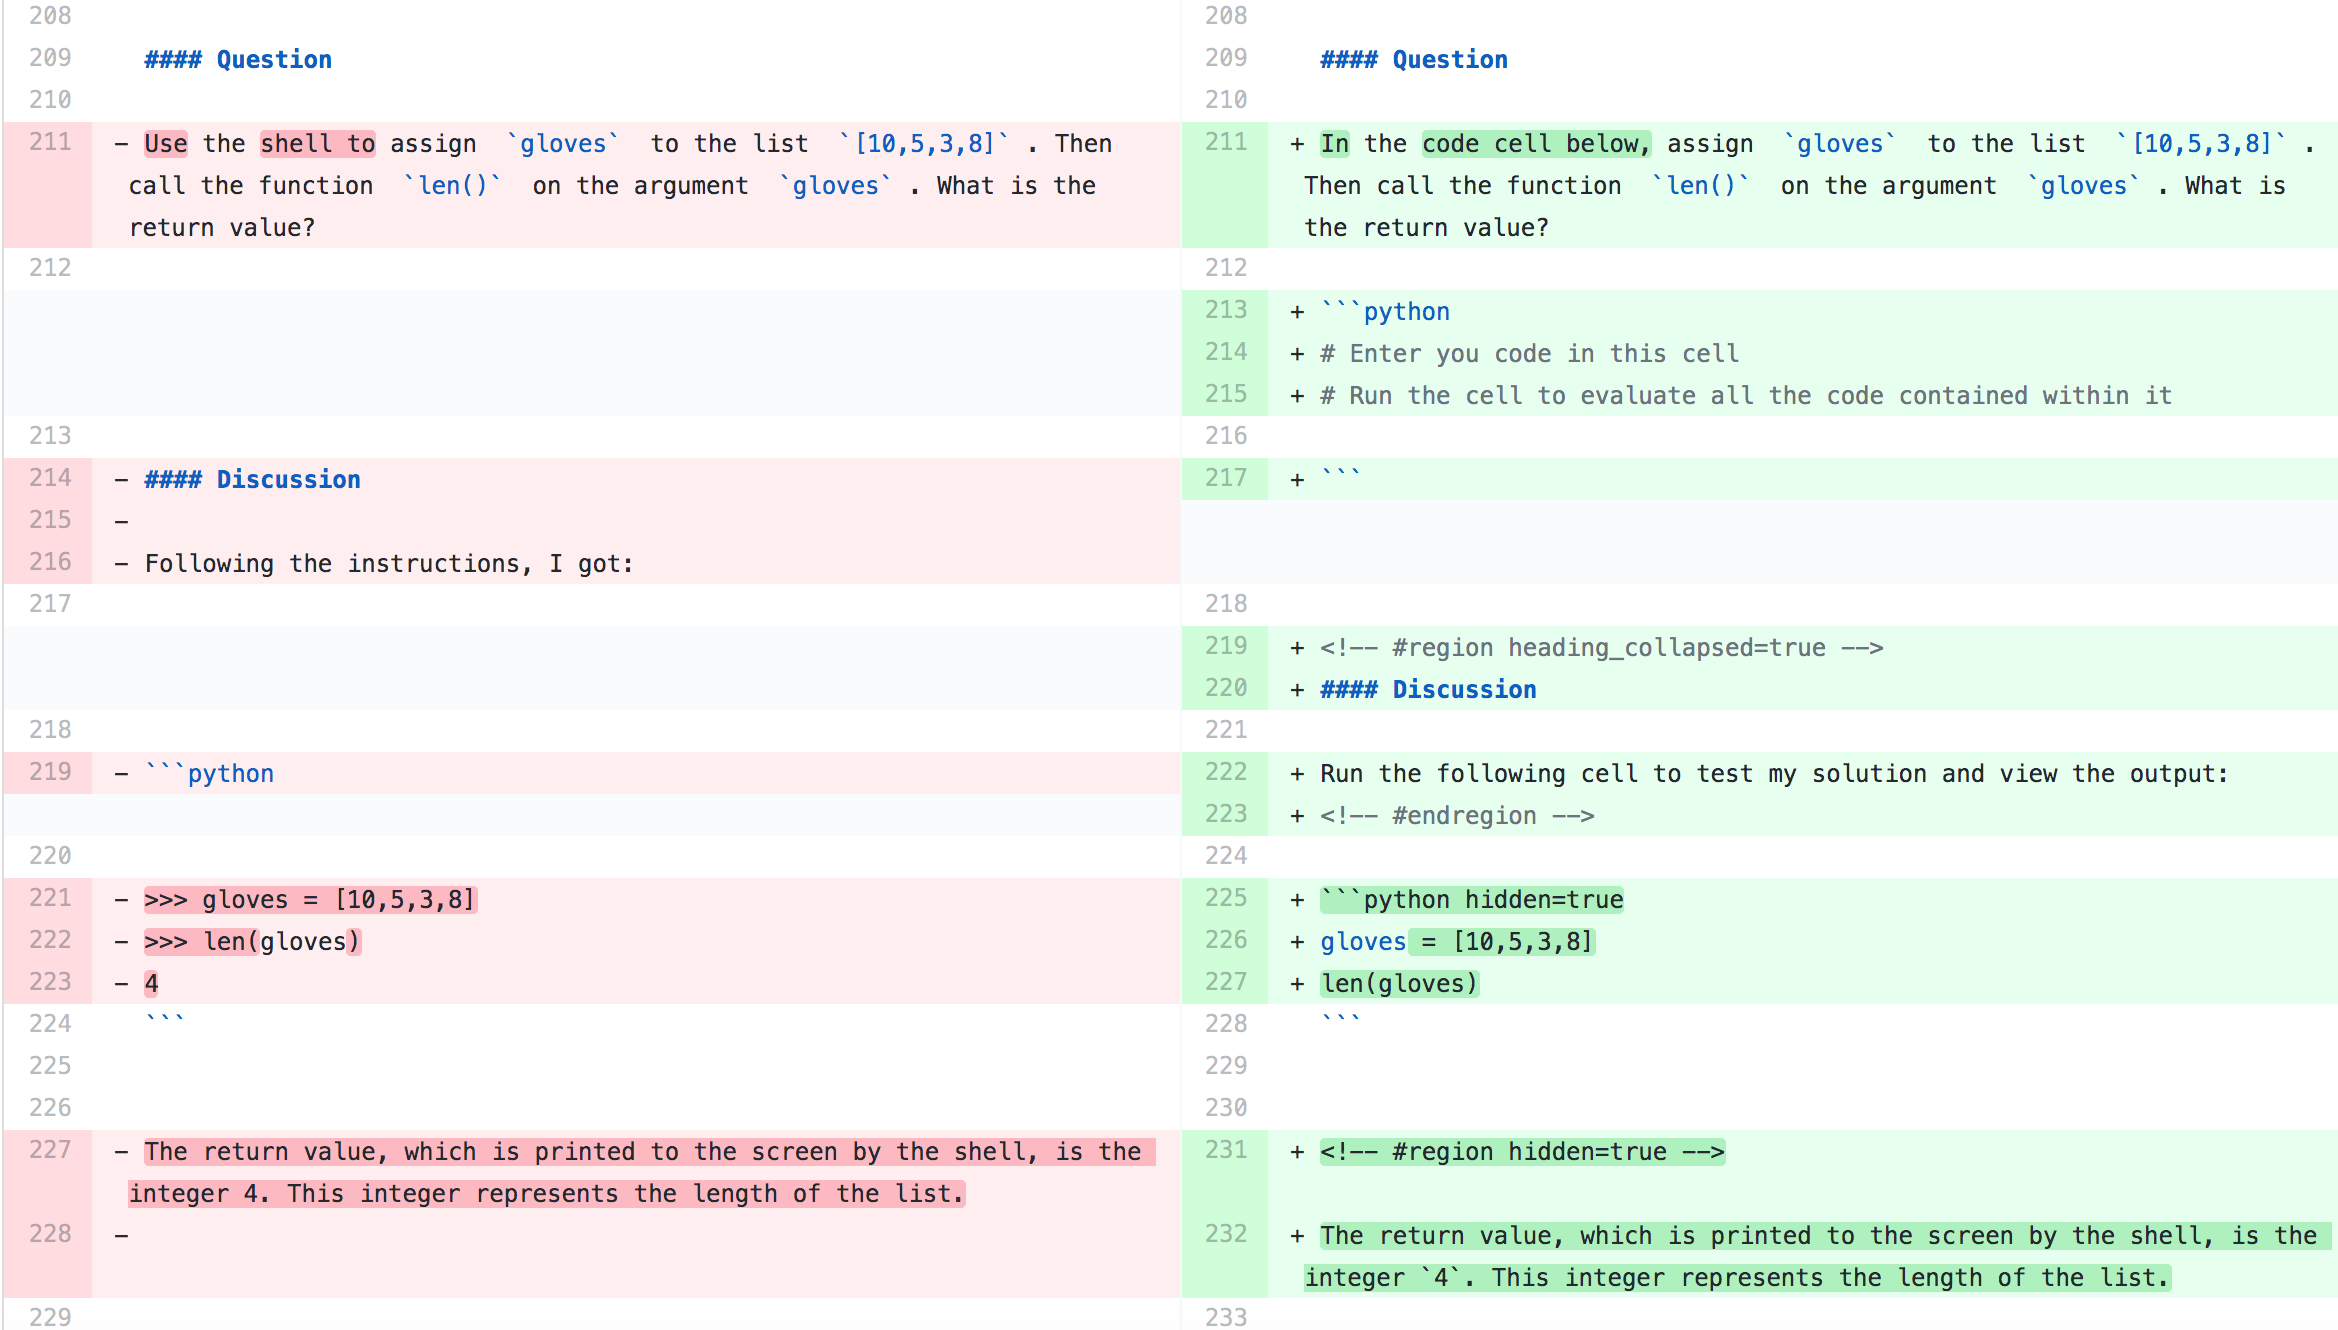 208
209 #### Question
210
211 - Use the shell to assign `gloves` to the list `[10,5,3,8]` . Then
call the function `len()` on the argument `gloves` . What is the
return value?
212
213
214 - #### Discussion
215 -
216 - Following the instructions, I got:
217
218
219 - ```python
220
221 - >>> gloves = [10,5,3,8]
222 - >>> len(gloves)
223 - 4
224 ```
225
226
227 - The return value, which is printed to the screen by the shell, is the
integer 4. This integer represents the length of the list.
228 -
229
208
209 #### Question
210
211 + In the code cell below, assign `gloves` to the list `[10,5,3,8]` .
Then call the function `len()` on the argument `gloves` . What is
the return value?
212
213 + ```python
214 + # Enter you code in this cell
215 + # Run the cell to evaluate all the code contained within it
216
217 + ```
218
219 + <!-- #region heading_collapsed=true -->
220 + #### Discussion
221
222 + Run the following cell to test my solution and view the output:
223 + <!-- #endregion -->
224
225 + ```python hidden=true
226 + gloves = [10,5,3,8]
227 + len(gloves)
228 ```
229
230
231 + <!-- #region hidden=true -->
232 + The return value, which is printed to the screen by the shell, is the
integer `4`. This integer represents the length of the list.
233